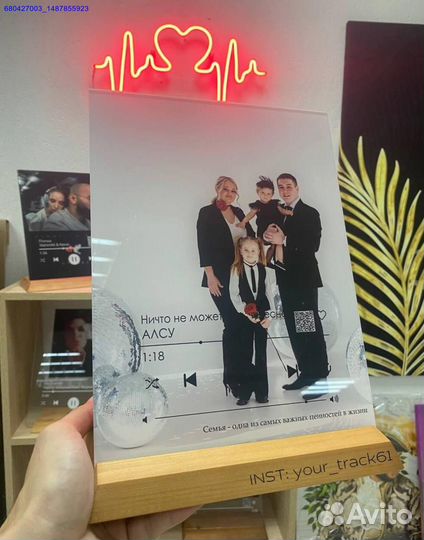 680427003_1487855923
Ничто не может
АЛСУ
1:18
Семья - одна из самых важных ценностей в жизни
INST: your_track61
Avito